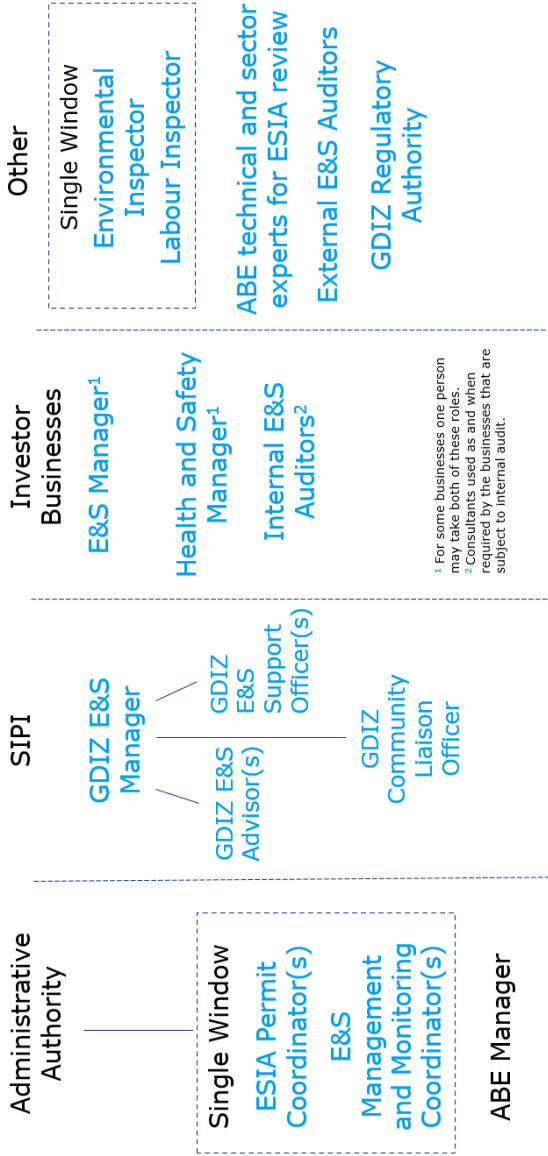 Administrative
Authority
Single Window
ESIA Permit
Coordinator(s)
E&S
Management
and Monitoring
Coordinator(s)
ABE Manager
SIPI
GDIZ E&S
Manager
GDIZ E&S
Advisor(s)
GDIZ
E&S
Support
Officer(s)
GDIZ
Community
Liaison
Officer
Investor
Businesses
E&S Manager¹
Health and Safety
Manager¹
Internal E&S
Auditors²
¹ For some businesses one person
may take both of these roles.
² Consultants used as and when
required by the businesses that are
subject to internal audit.
Other
Single Window
Environmental
Inspector
Labour Inspector
ABE technical and sector
experts for ESIA review
External E&S Auditors
GDIZ Regulatory
Authority